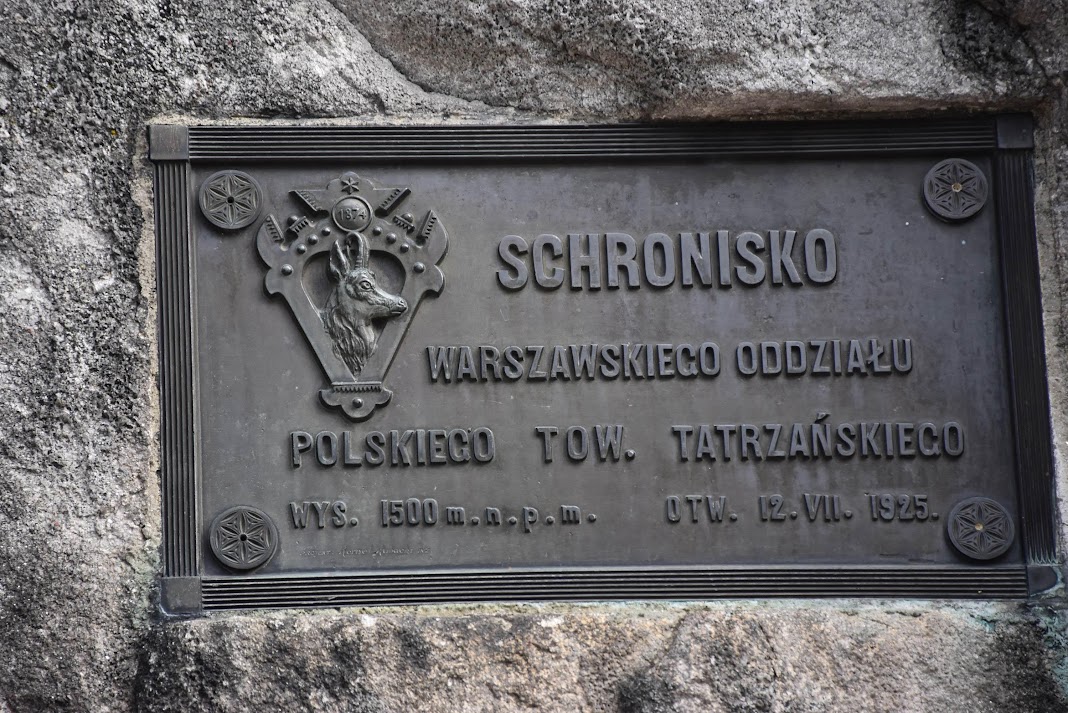 1874
SCHRONISKO
WARSZAWSKIEGO ODDZIAŁU
POLSKIEGO TOW. TATRZAŃSKIEGO
WYS. 1500 m.n.p.m. OTW. 12.VII. 1925.